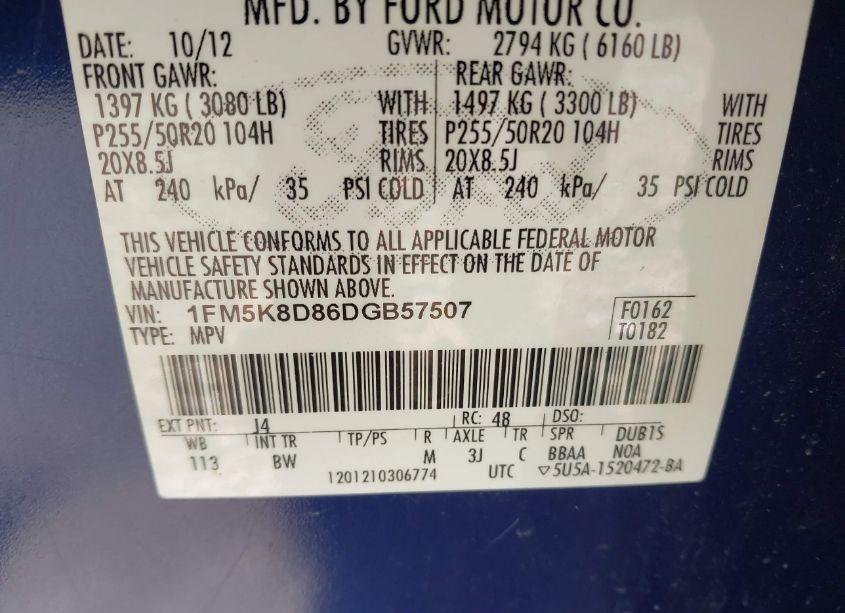 MFD. BY FORD MOTOR CO.
DATE: 10/12 GVWR: 2794 KG ( 6160 LB)
FRONT GAWR: REAR GAWR:
1397 KG ( 3080 LB) WITH 1497 KG ( 3300 LB) WITH
P255/50R20 104H TIRES P255/50R20 104H TIRES
20X8.5J RIMS 20X8.5J RIMS
AT 240 kPa/ 35 PSI COLD AT 240 kPa/ 35 PSI COLD
THIS VEHICLE CONFORMS TO ALL APPLICABLE FEDERAL MOTOR
VEHICLE SAFETY STANDARDS IN EFFECT ON THE DATE OF
MANUFACTURE SHOWN ABOVE.
VIN: 1FM5K8D86DGB57507 F0162
TYPE: MPV T0182
EXT PNT: J4 RC: 48 DSO:
WB INT TR TP/PS R AXLE TR SPR DUB1S
113 BW M 3J C BBAA N0A
1201210306774 UTC ▽5U5A-1520472-BA